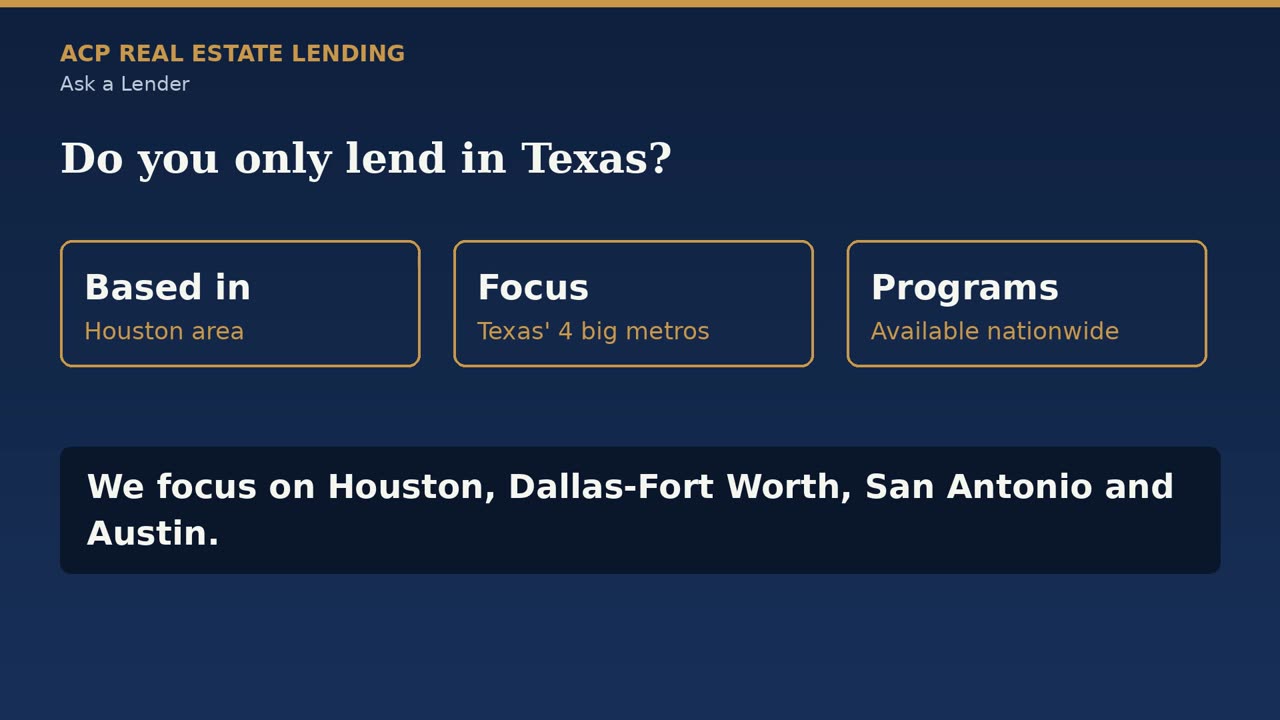 ACP REAL ESTATE LENDING
Ask a Lender
Do you only lend in Texas?
Based in
Houston area
Focus
Texas' 4 big metros
Programs
Available nationwide
We focus on Houston, Dallas-Fort Worth, San Antonio and
Austin.